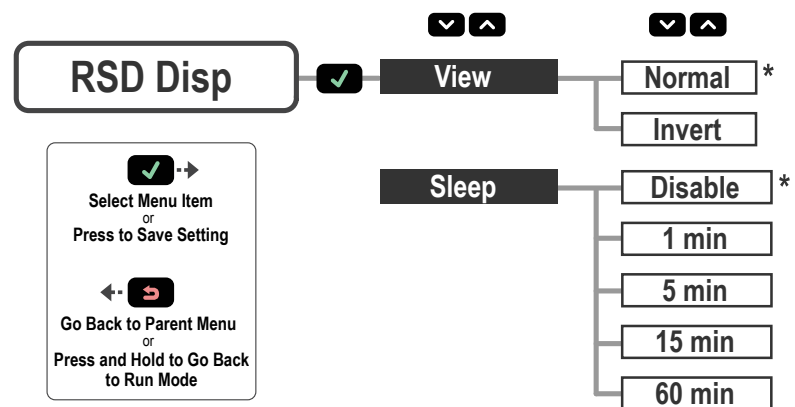 RSD Disp
View
Normal *
Invert
Select Menu Item
or
Press to Save Setting
Go Back to Parent Menu
or
Press and Hold to Go Back
to Run Mode
Sleep
Disable *
1 min
5 min
15 min
60 min